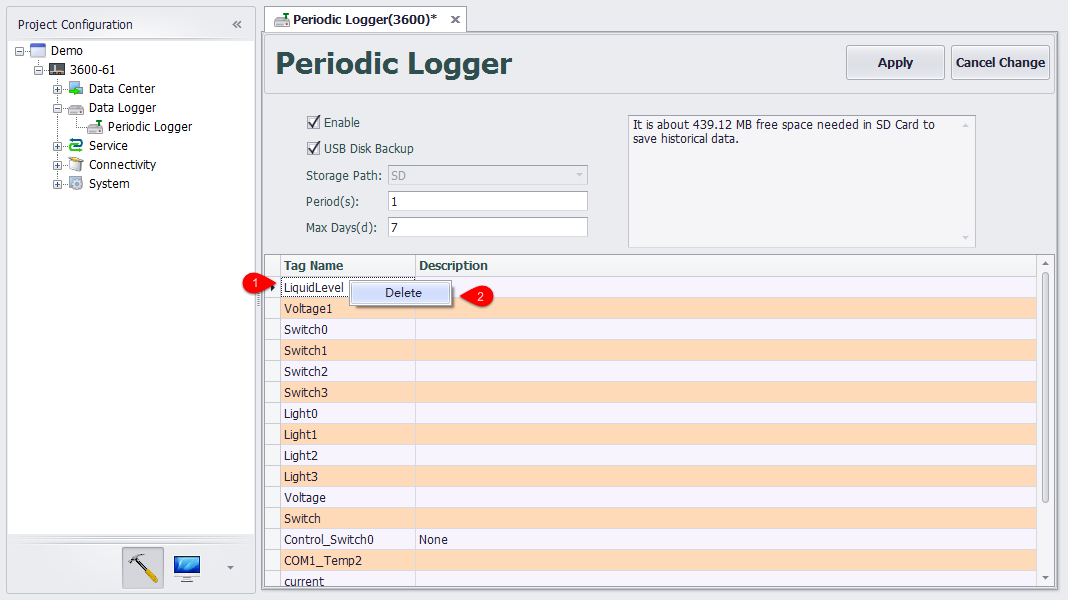 Project Configuration
Demo
3600-61
Data Center
Data Logger
Periodic Logger
Service
Connectivity
System
Periodic Logger(3600)*
Periodic Logger
Apply
Cancel Change
Enable
USB Disk Backup
Storage Path: SD
Period(s): 1
Max Days(d): 7
It is about 439.12 MB free space needed in SD Card to
save historical data.
Tag Name Description
1 LiquidLevel Delete 2
Voltage1
Switch0
Switch1
Switch2
Switch3
Light0
Light1
Light2
Light3
Voltage
Switch
Control_Switch0 None
COM1_Temp2
current